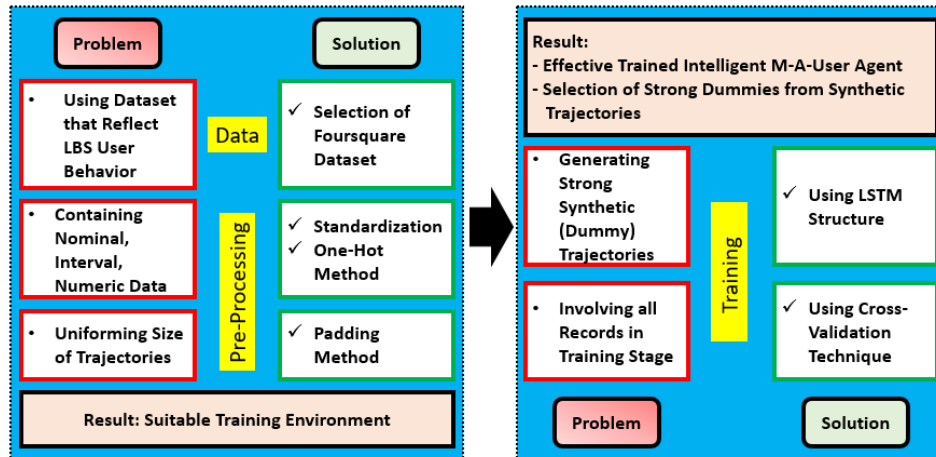 Problem
Solution
• Using Dataset
that Reflect
LBS User
Behavior
Data
✓ Selection of
Foursquare
Dataset
• Containing
Nominal,
Interval,
Numeric Data
Pre-Processing
✓ Standardization
✓ One-Hot
Method
• Uniforming Size
of Trajectories
✓ Padding
Method
Result: Suitable Training Environment
Result:
- Effective Trained Intelligent M-A-User Agent
- Selection of Strong Dummies from Synthetic
Trajectories
• Generating
Strong
Synthetic
(Dummy)
Trajectories
Training
✓ Using LSTM
Structure
• Involving all
Records in
Training Stage
✓ Using Cross-
Validation
Technique
Problem
Solution